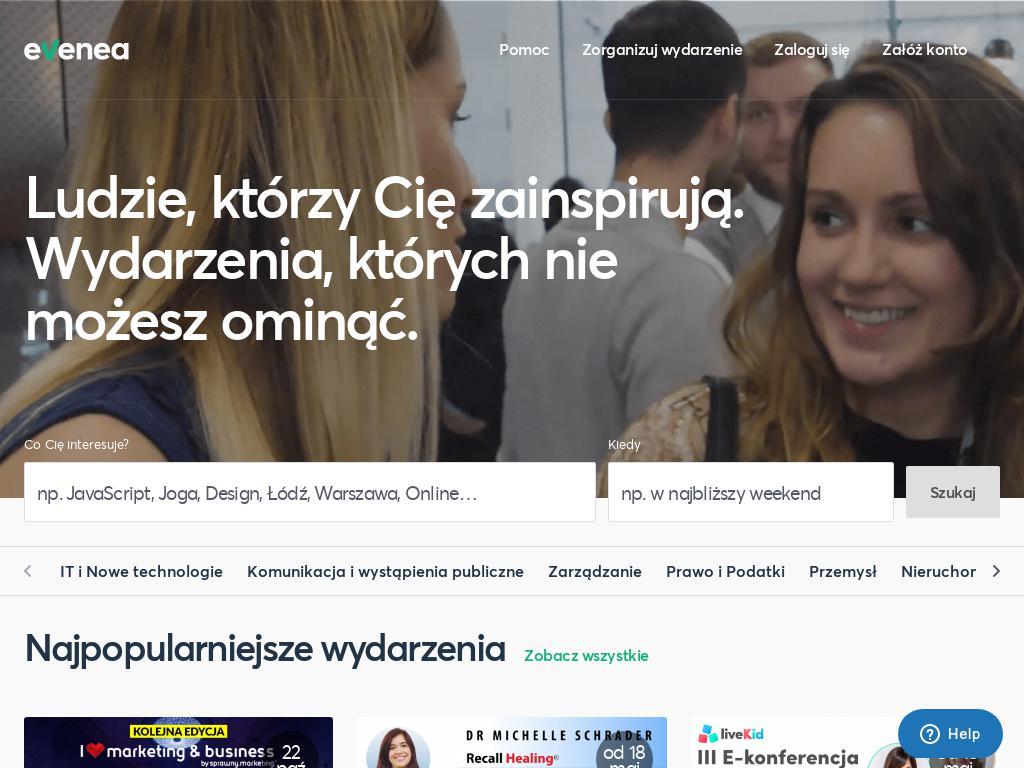 evenea
Pomoc
Zorganizuj wydarzenie
Zaloguj się
Załóż konto
Ludzie, którzy Cię zainspirują.
Wydarzenia, których nie
możesz ominąć.
Co Cię interesuje?
Kiedy
np. JavaScript, Joga, Design, Łódź, Warszawa, Online…
np. w najbliższy weekend
Szukaj
IT i Nowe technologie
Komunikacja i wystąpienia publiczne
Zarządzanie
Prawo i Podatki
Przemysł
Nieruchor
Najpopularniejsze wydarzenia
Zobacz wszystkie
KOLEJNA EDYCJA
I ❤ marketing & business
by sprawny.marketing
22
paź
DR MICHELLE SCHRADER
Recall Healing®
od 18
maj
liveKid
III E-konferencja
maj
Help